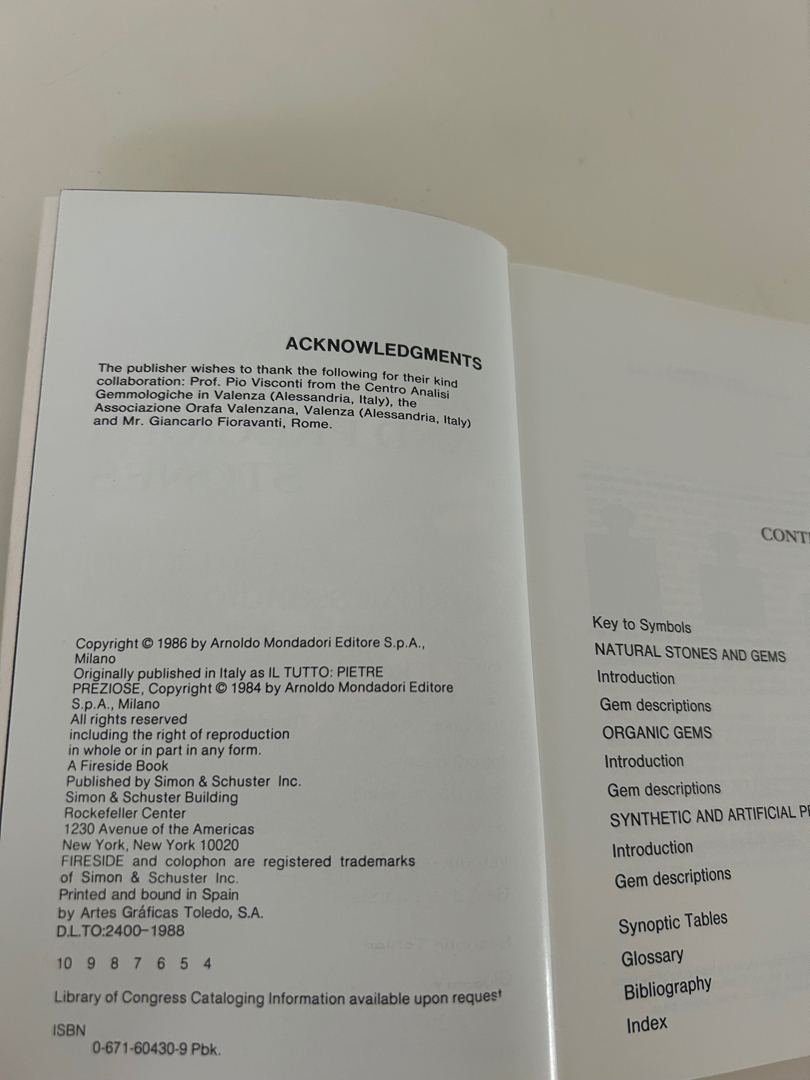 ACKNOWLEDGMENTS
The publisher wishes to thank the following for their kind
collaboration: Prof. Pio Visconti from the Centro Analisi
Gemmologiche in Valenza (Alessandria, Italy), the
Associazione Orafa Valenzana, Valenza (Alessandria, Italy)
and Mr. Giancarlo Fioravanti, Rome.
Copyright © 1986 by Arnoldo Mondadori Editore S.p.A.,
Milano
Originally published in Italy as IL TUTTO: PIETRE
PREZIOSE, Copyright © 1984 by Arnoldo Mondadori Editore
S.p.A., Milano
All rights reserved
including the right of reproduction
in whole or in part in any form.
A Fireside Book
Published by Simon & Schuster Inc.
Simon & Schuster Building
Rockefeller Center
1230 Avenue of the Americas
New York, New York 10020
FIRESIDE and colophon are registered trademarks
of Simon & Schuster Inc.
Printed and bound in Spain
by Artes Gráficas Toledo, S.A.
D.L.TO:2400-1988
10 9 8 7 6 5 4
Library of Congress Cataloging Information available upon request
ISBN
0-671-60430-9 Pbk.
Key to Symbols
NATURAL STONES AND GEMS
Introduction
Gem descriptions
ORGANIC GEMS
Introduction
Gem descriptions
SYNTHETIC AND ARTIFICIAL
Introduction
Gem descriptions
Synoptic Tables
Glossary
Bibliography
Index